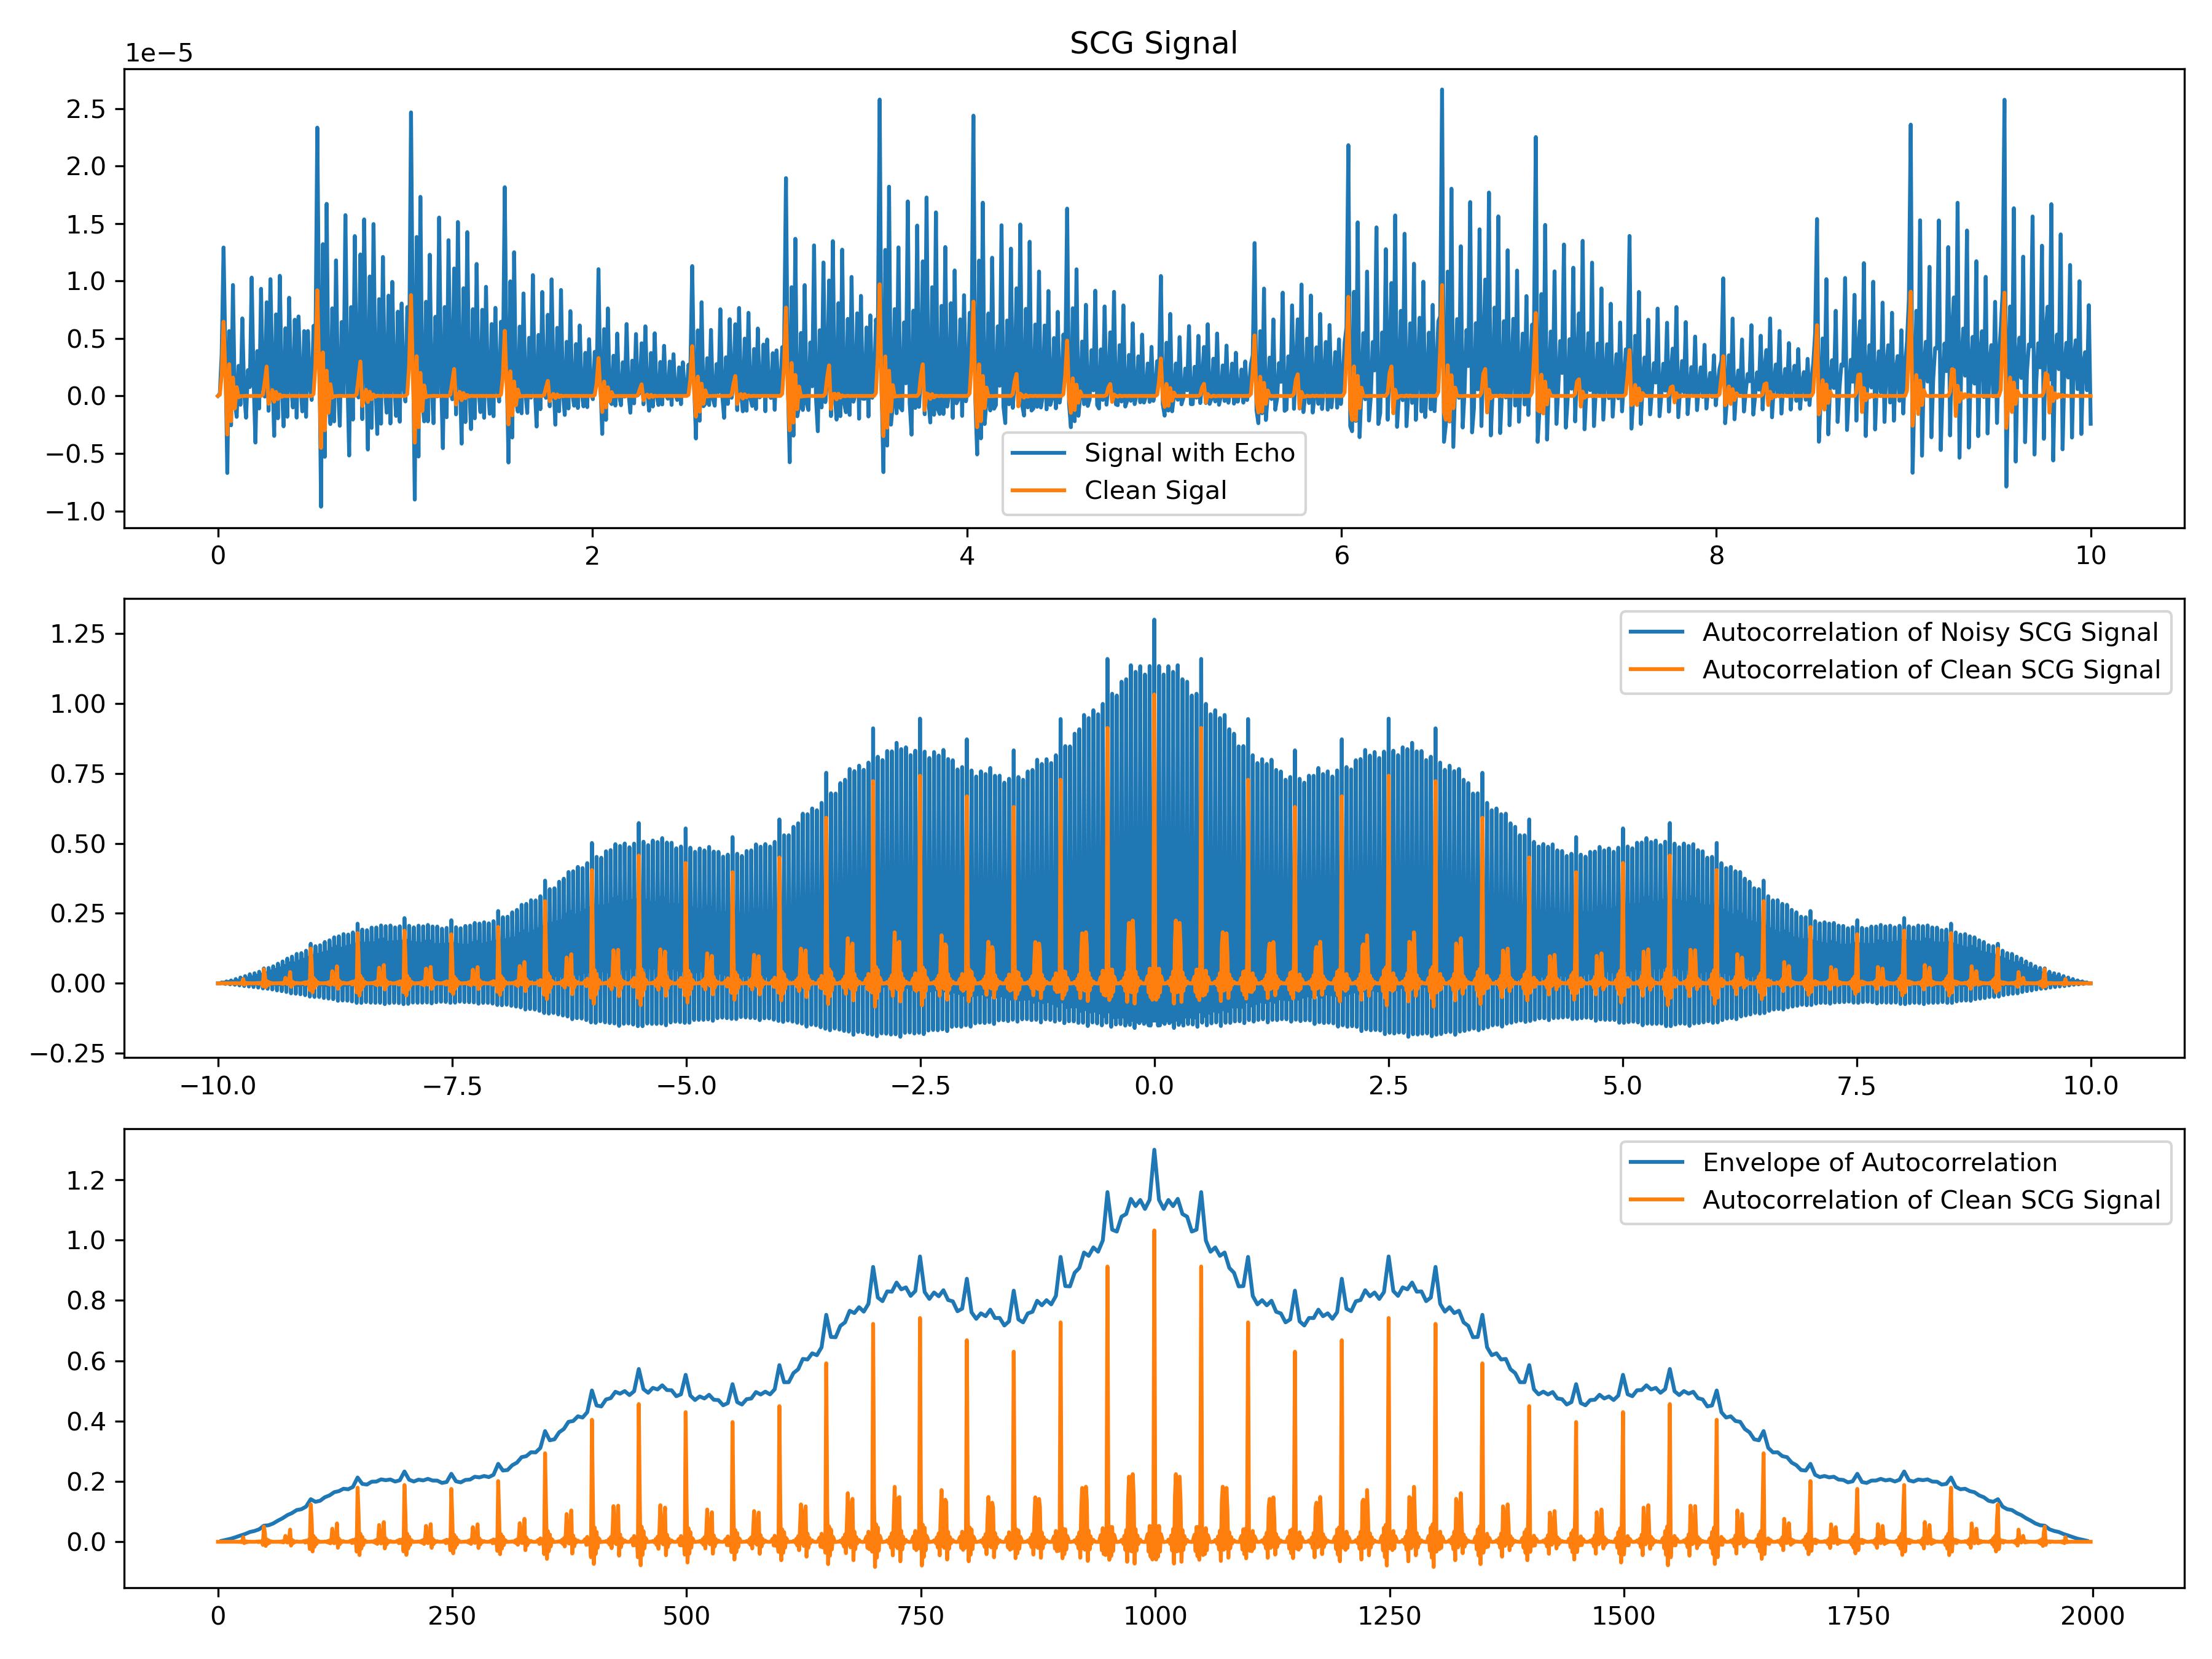 SCG Signal
1e−5
2.5
2.0
1.5
1.0
0.5
0.0
−0.5
−1.0
Signal with Echo
Clean Sigal
0 2 4 6 8 10
1.25
1.00
0.75
0.50
0.25
0.00
−0.25
Autocorrelation of Noisy SCG Signal
Autocorrelation of Clean SCG Signal
−10.0 −7.5 −5.0 −2.5 0.0 2.5 5.0 7.5 10.0
1.2
1.0
0.8
0.6
0.4
0.2
0.0
Envelope of Autocorrelation
Autocorrelation of Clean SCG Signal
0 250 500 750 1000 1250 1500 1750 2000